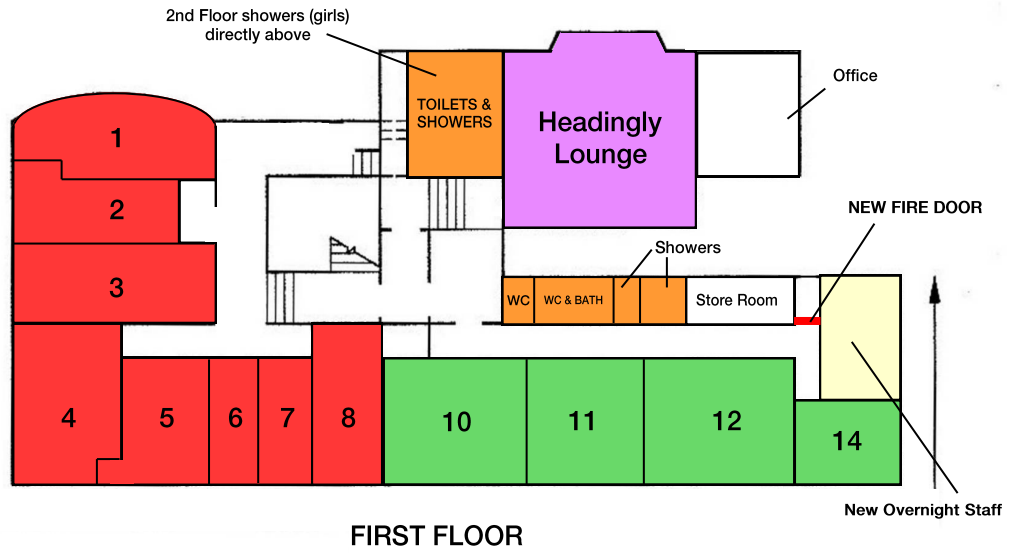 2nd Floor showers (girls)
directly above
Office
TOILETS &
SHOWERS
Headingly
Lounge
1
2
3
NEW FIRE DOOR
Showers
WC
WC & BATH
Store Room
4
5
6
7
8
10
11
12
14
New Overnight Staff
FIRST FLOOR